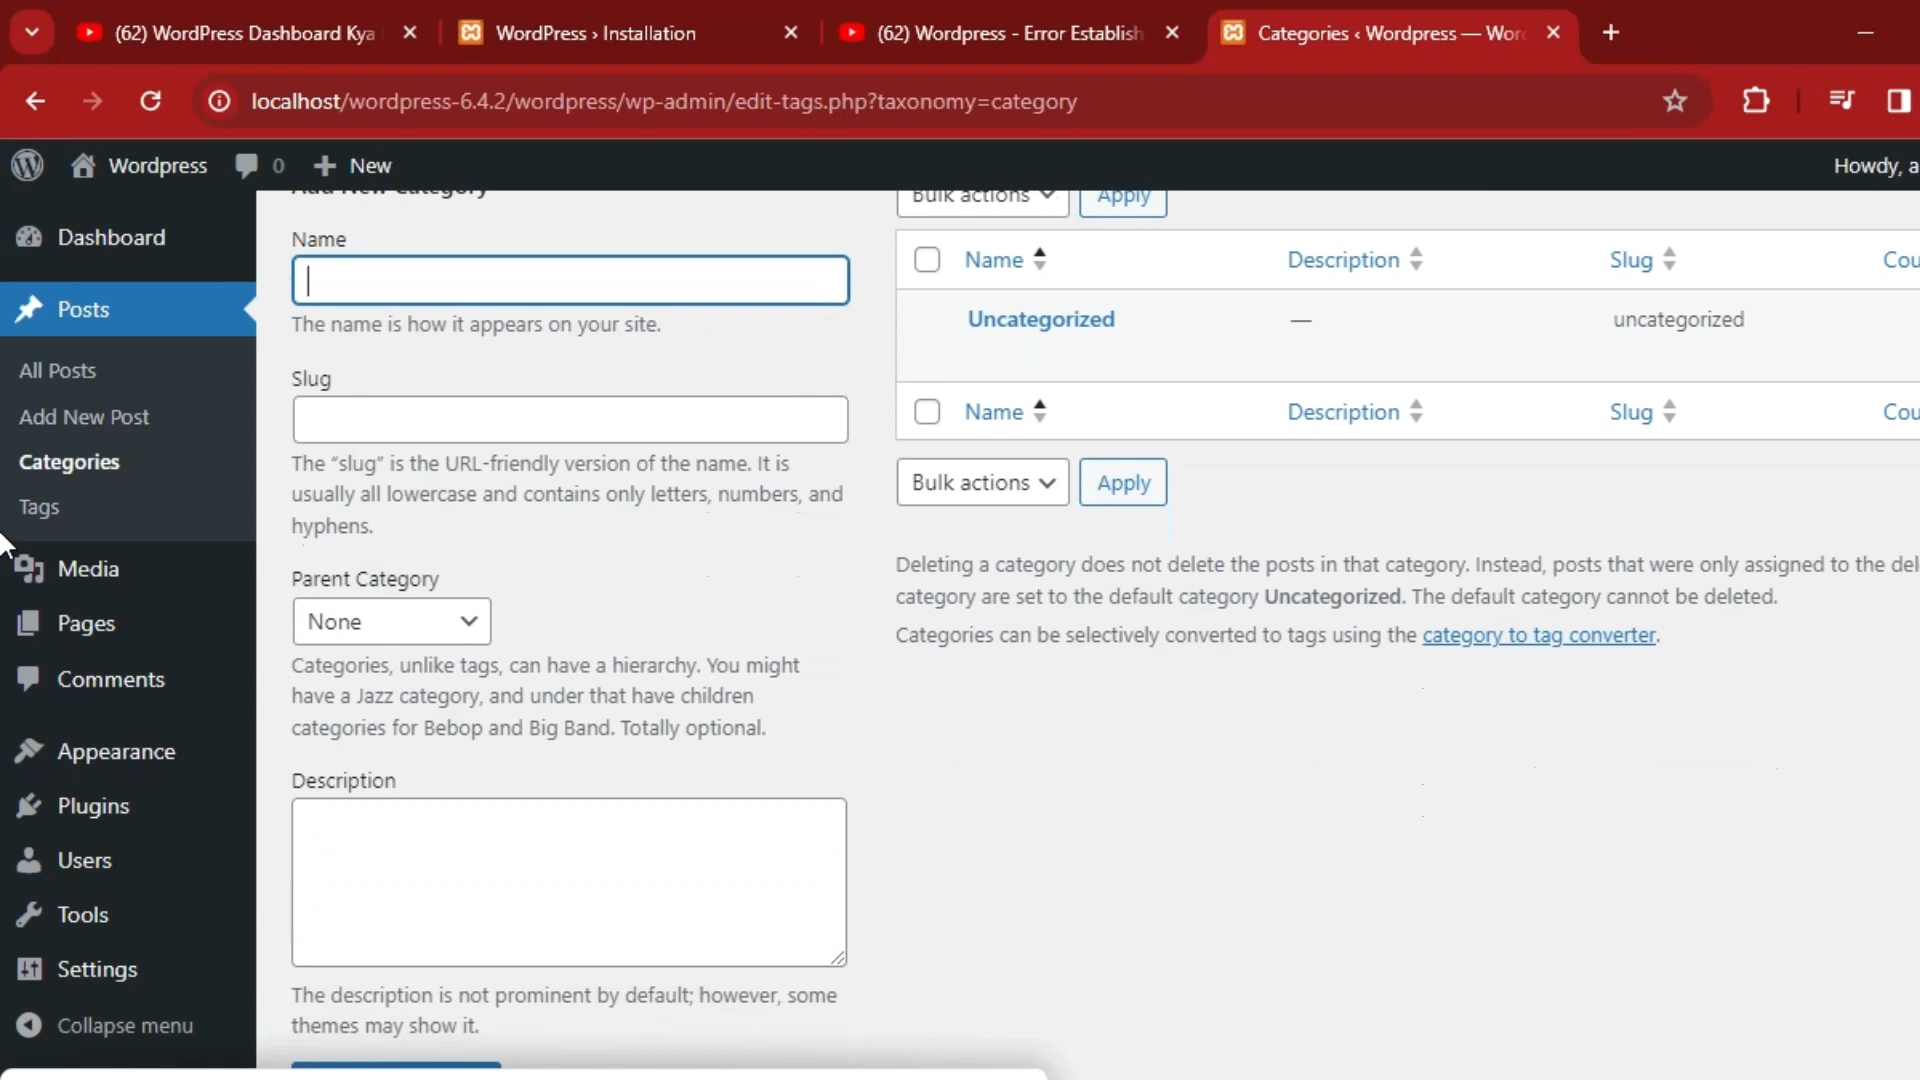 (62) WordPress Dashboard Kya
WordPress › Installation
(62) Wordpress - Error Establish
Categories ‹ Wordpress — Wor
localhost/wordpress-6.4.2/wordpress/wp-admin/edit-tags.php?taxonomy=category
Wordpress
0
New
Howdy, a
Dashboard
Posts
All Posts
Add New Post
Categories
Tags
Media
Pages
Comments
Appearance
Plugins
Users
Tools
Settings
Collapse menu
Add New Category
Name
The name is how it appears on your site.
Slug
The “slug” is the URL-friendly version of the name. It is
usually all lowercase and contains only letters, numbers, and
hyphens.
Parent Category
None
Categories, unlike tags, can have a hierarchy. You might
have a Jazz category, and under that have children
categories for Bebop and Big Band. Totally optional.
Description
The description is not prominent by default; however, some
themes may show it.
Bulk actions Apply
Name Description Slug Cou
Uncategorized — uncategorized
Name Description Slug Cou
Bulk actions Apply
Deleting a category does not delete the posts in that category. Instead, posts that were only assigned to the del
category are set to the default category Uncategorized. The default category cannot be deleted.
Categories can be selectively converted to tags using the category to tag converter.